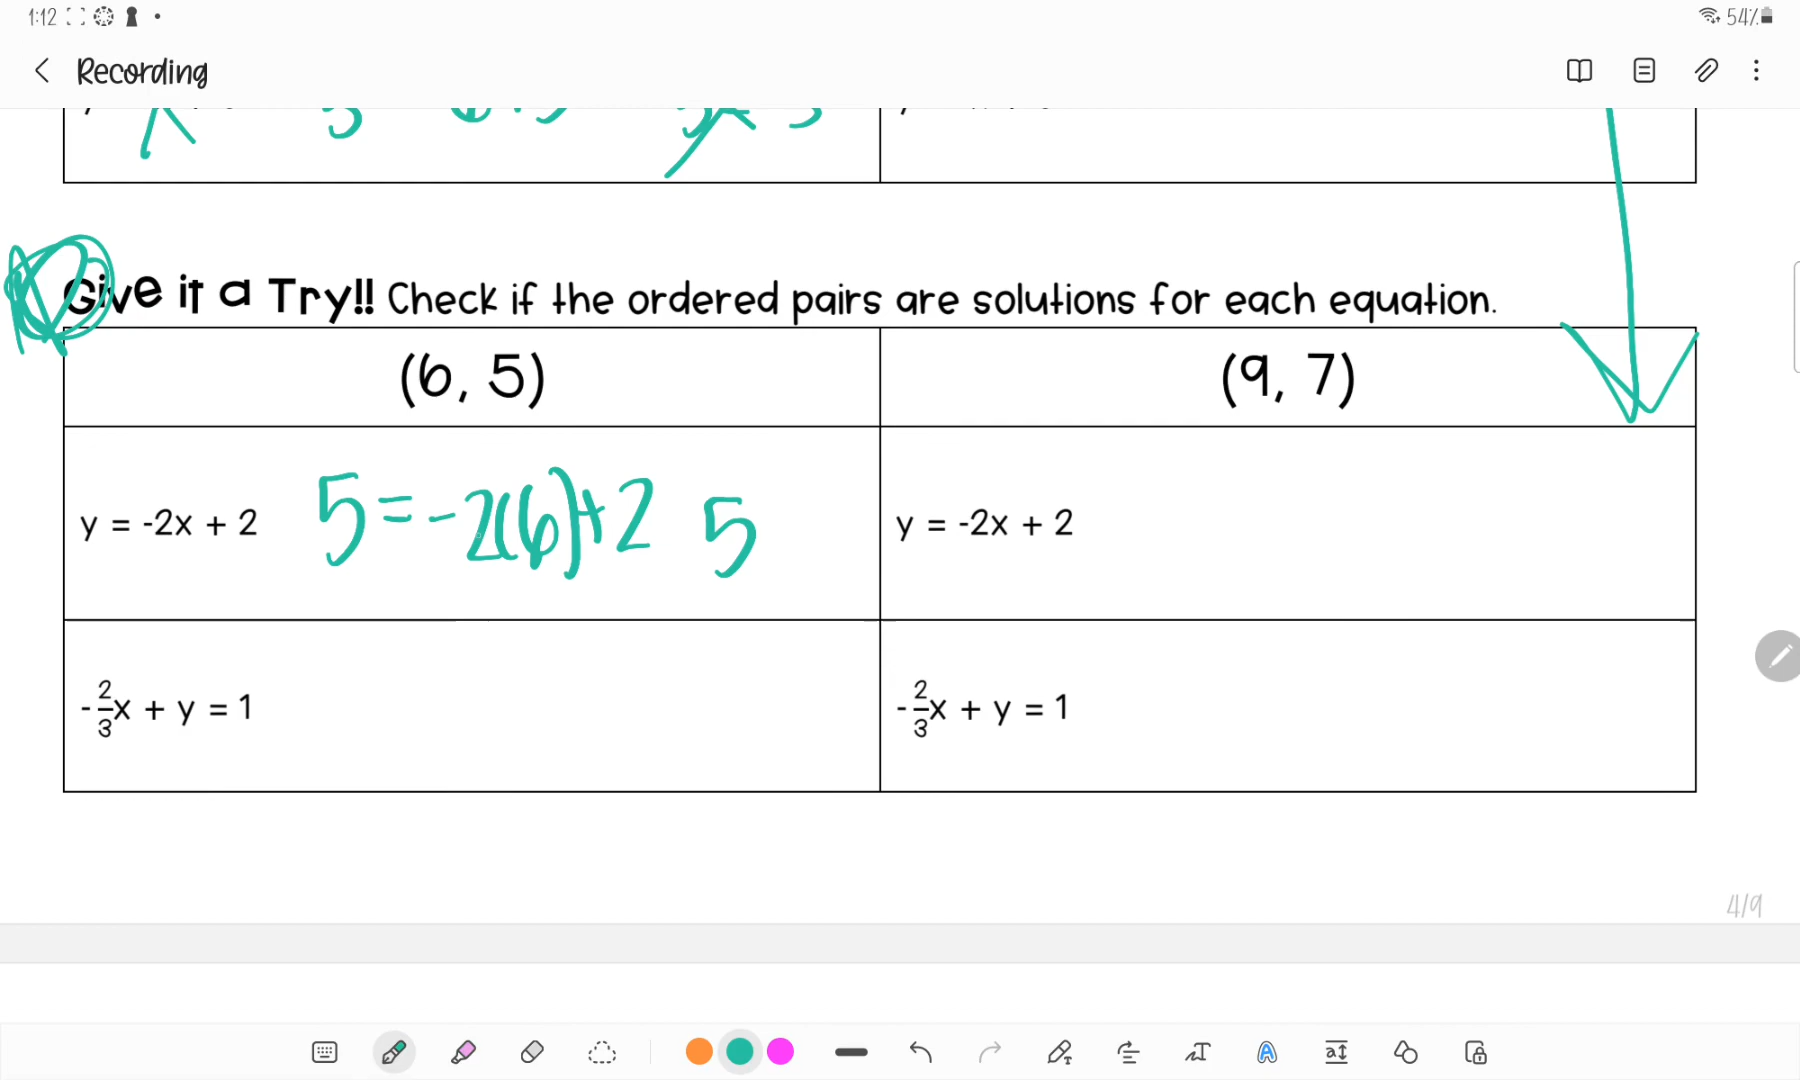 1:12
54%
Recording
Give it a Try!! Check if the ordered pairs are solutions for each equation.
(6, 5)
(9, 7)
y = -2x + 2
5 = -2(6)+2 5
y = -2x + 2
-2/3x + y = 1
-2/3x + y = 1
4/9